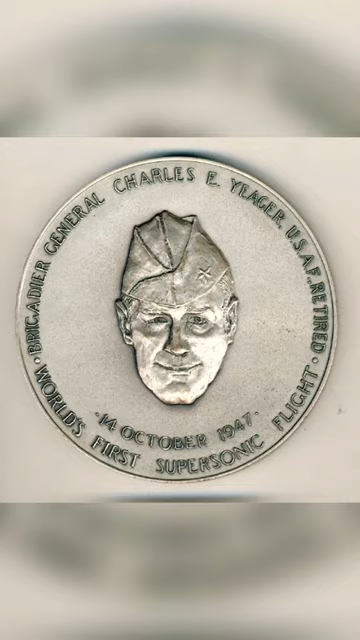 · BRIGADIER GENERAL CHARLES E. YEAGER, U.S.A.F. RETIRED ·
· 14 OCTOBER 1947 ·
WORLD'S FIRST SUPERSONIC FLIGHT